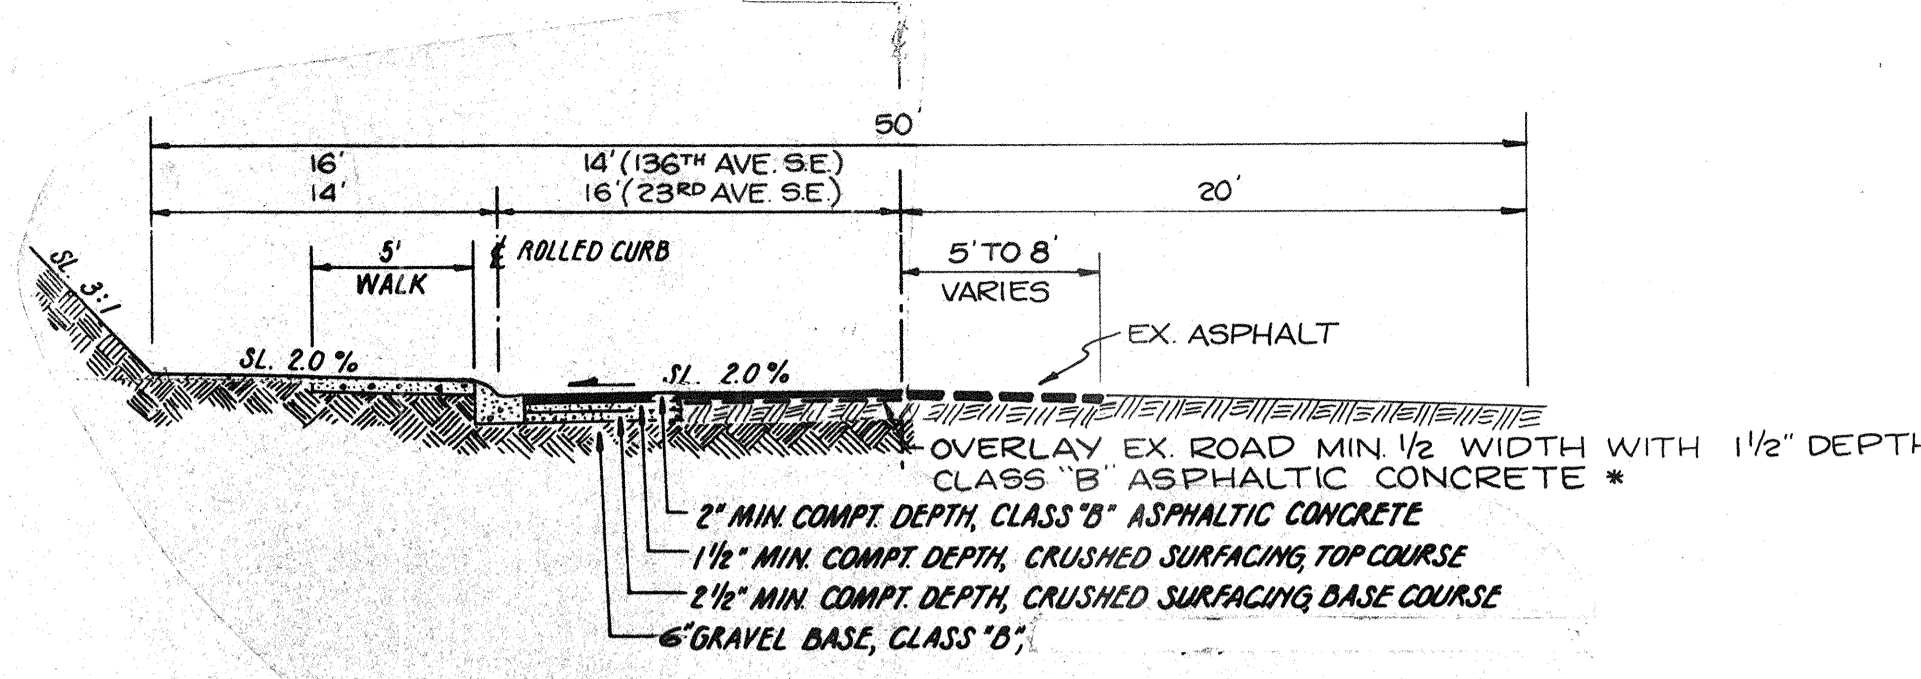 ℄
50'
16' 14' (136TH AVE. S.E.)
14' 16' (23RD AVE. S.E.) 20'
5' ℄ ROLLED CURB 5' TO 8'
WALK VARIES
SL. 3:1
EX. ASPHALT
SL. 2.0% SL. 2.0%
OVERLAY EX. ROAD MIN. 1/2 WIDTH WITH 1 1/2" DEPTH
CLASS "B" ASPHALTIC CONCRETE *
2" MIN. COMPT. DEPTH, CLASS "B" ASPHALTIC CONCRETE
1 1/2" MIN. COMPT. DEPTH, CRUSHED SURFACING, TOP COURSE
2 1/2" MIN. COMPT. DEPTH, CRUSHED SURFACING, BASE COURSE
6" GRAVEL BASE, CLASS "B",